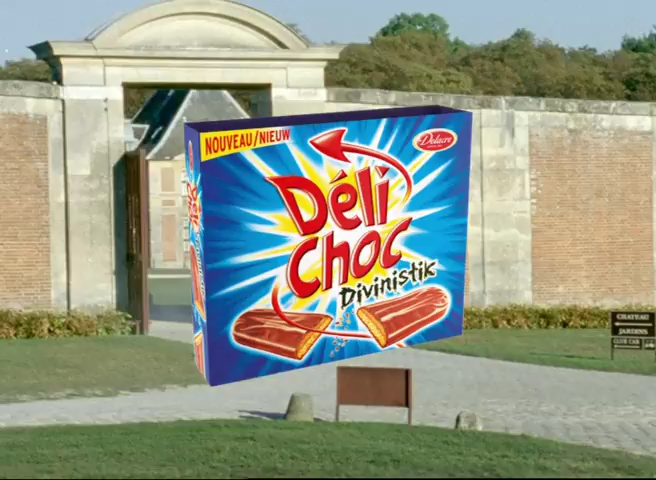 NOUVEAU/NIEUW
Delacre
Déli
Choc
Divinistik
CHATEAU
JARDINS
CLUB CAR